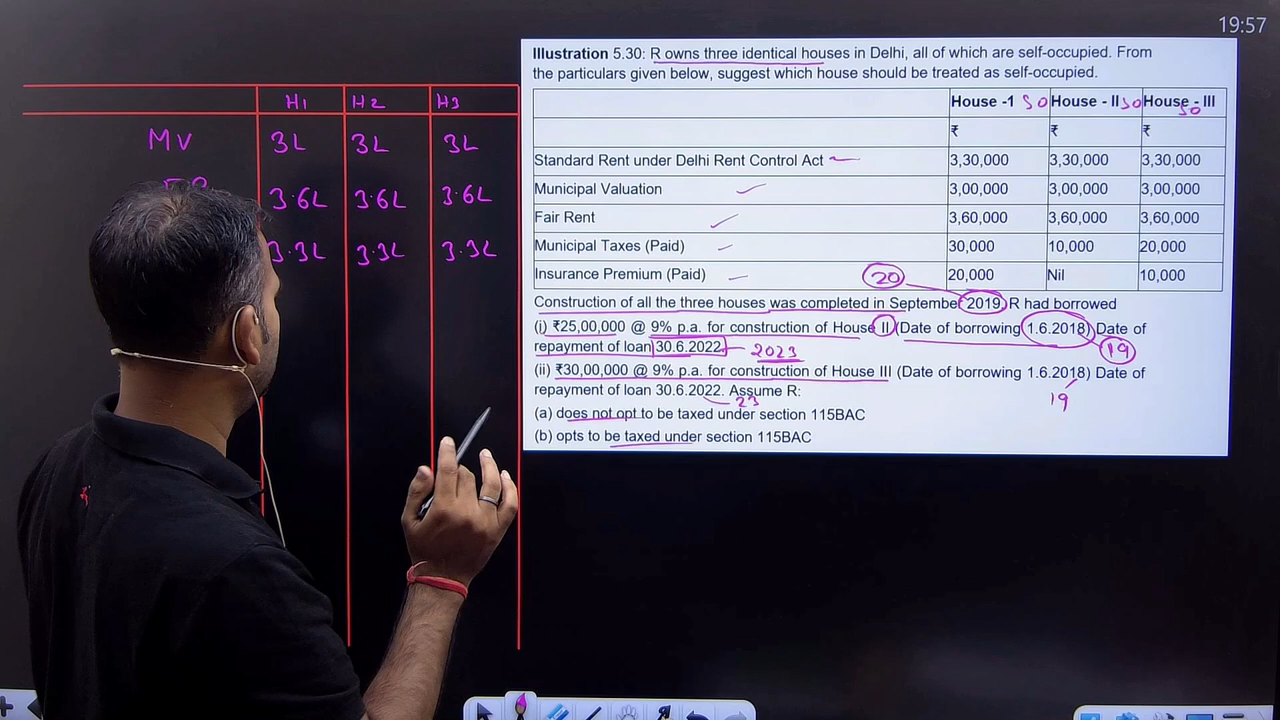 19:57
Illustration 5.30: R owns three identical houses in Delhi, all of which are self-occupied. From
the particulars given below, suggest which house should be treated as self-occupied.
House -1 SO House - II SO House - III SO
₹ ₹ ₹
Standard Rent under Delhi Rent Control Act 3,30,000 3,30,000 3,30,000
Municipal Valuation 3,00,000 3,00,000 3,00,000
Fair Rent 3,60,000 3,60,000 3,60,000
Municipal Taxes (Paid) 30,000 10,000 20,000
Insurance Premium (Paid) 20,000 Nil 10,000
20
Construction of all the three houses was completed in September 2019. R had borrowed
(i) ₹25,00,000 @ 9% p.a. for construction of House II (Date of borrowing 1.6.2018) Date of
repayment of loan 30.6.2022. 2023 19
(ii) ₹30,00,000 @ 9% p.a. for construction of House III (Date of borrowing 1.6.2018) Date of
repayment of loan 30.6.2022. Assume R:
23 19
(a) does not opt to be taxed under section 115BAC
(b) opts to be taxed under section 115BAC
H1 H2 H3
MV 3L 3L 3L
3.6L 3.6L 3.6L
3.3L 3.3L 3.3L